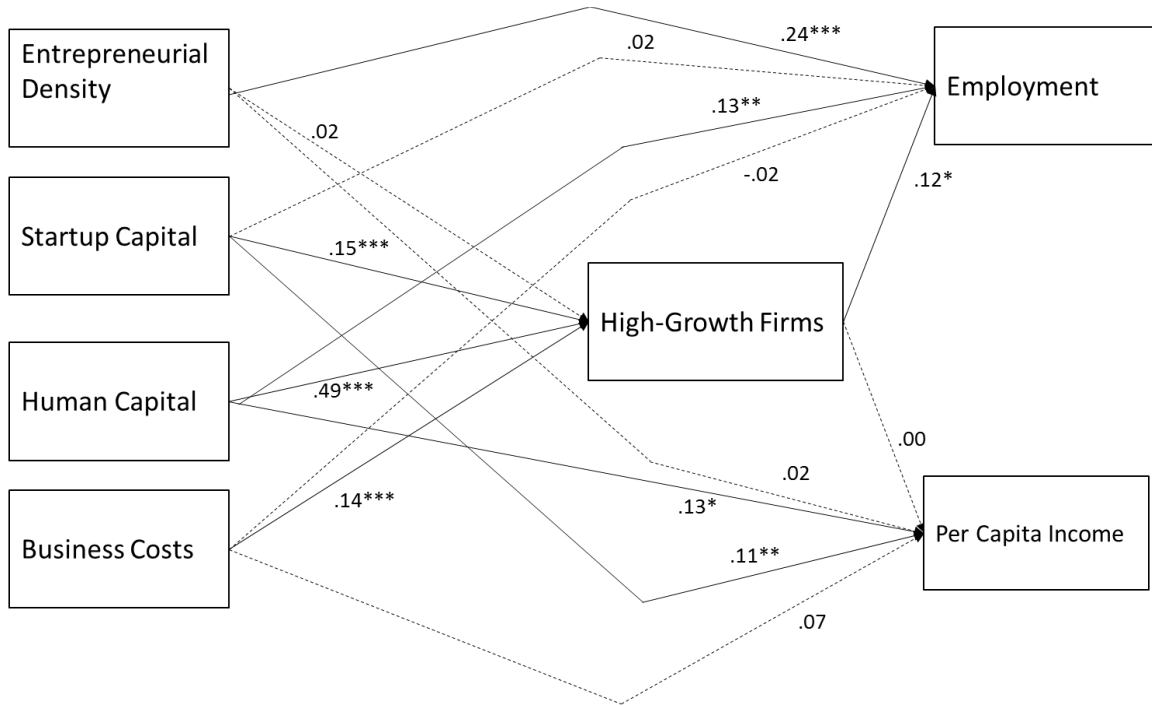 Entrepreneurial
Density
Startup Capital
Human Capital
Business Costs
High-Growth Firms
Employment
Per Capita Income
.24***
.02
.13**
.02
-.02
.12*
.15***
.49***
.00
.02
.14***
.13*
.11**
.07